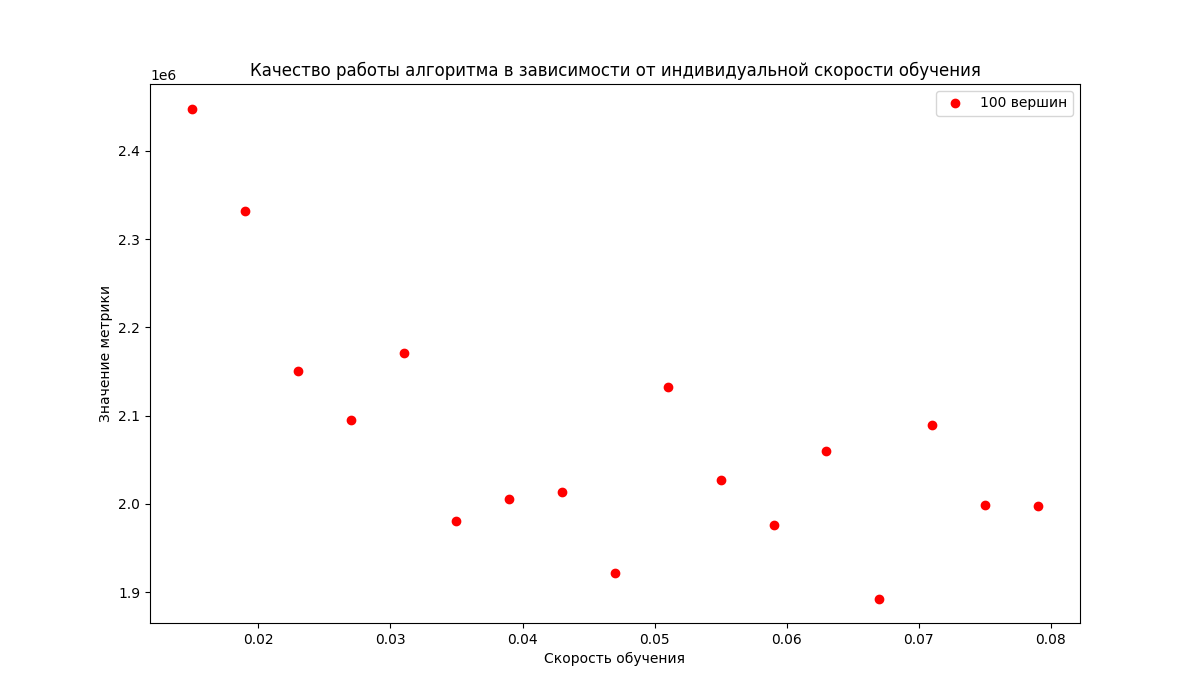 Качество работы алгоритма в зависимости от индивидуальной скорости обучения
1e6
100 вершин
2.4
2.3
2.2
2.1
2.0
1.9
Значение метрики
0.02 0.03 0.04 0.05 0.06 0.07 0.08
Скорость обучения